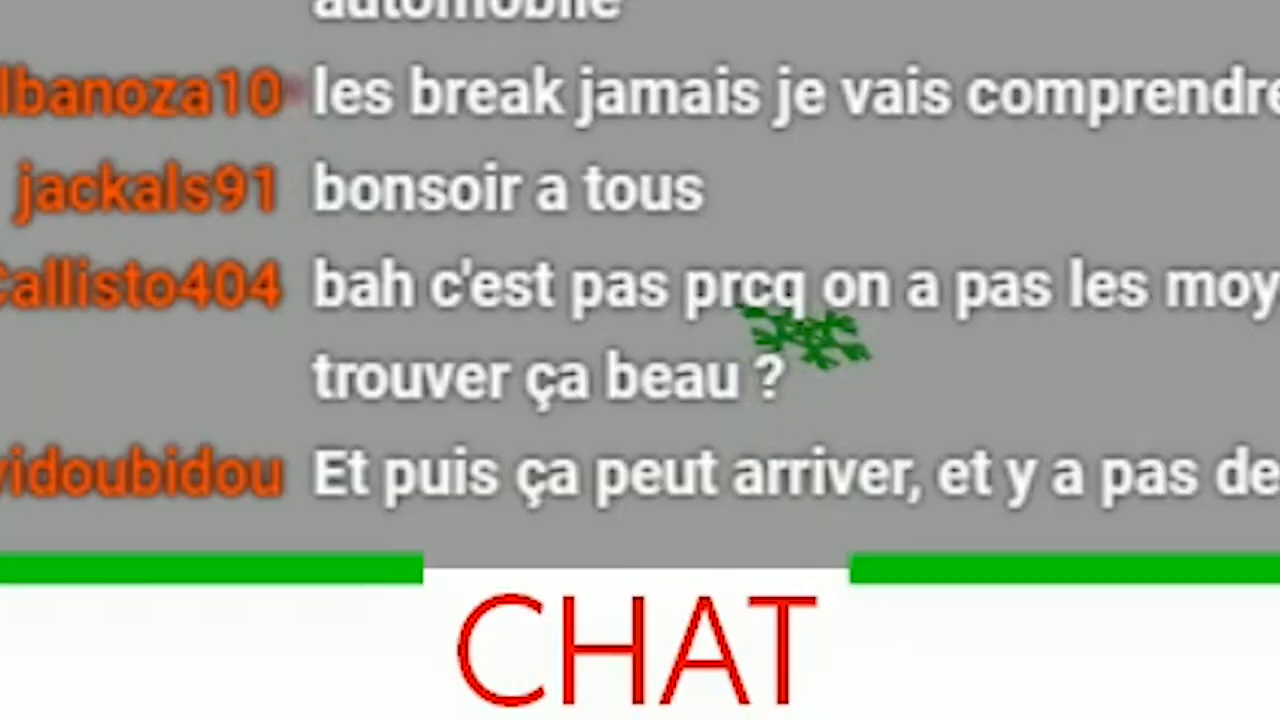 automobile
lbanoza10 les break jamais je vais comprendre
jackals91 bonsoir a tous
Callisto404 bah c'est pas prcq on a pas les moy
trouver ça beau ?
vidoubidou Et puis ça peut arriver, et y a pas de
CHAT